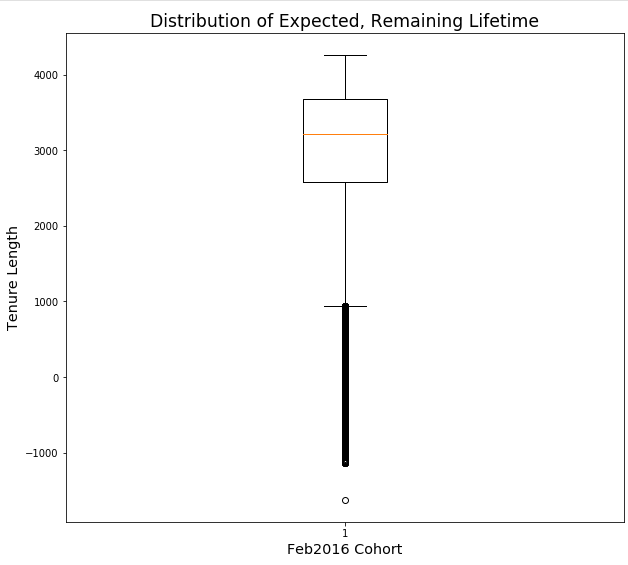 Distribution of Expected, Remaining Lifetime
4000
3000
2000
1000
0
−1000
Tenure Length
1
Feb2016 Cohort